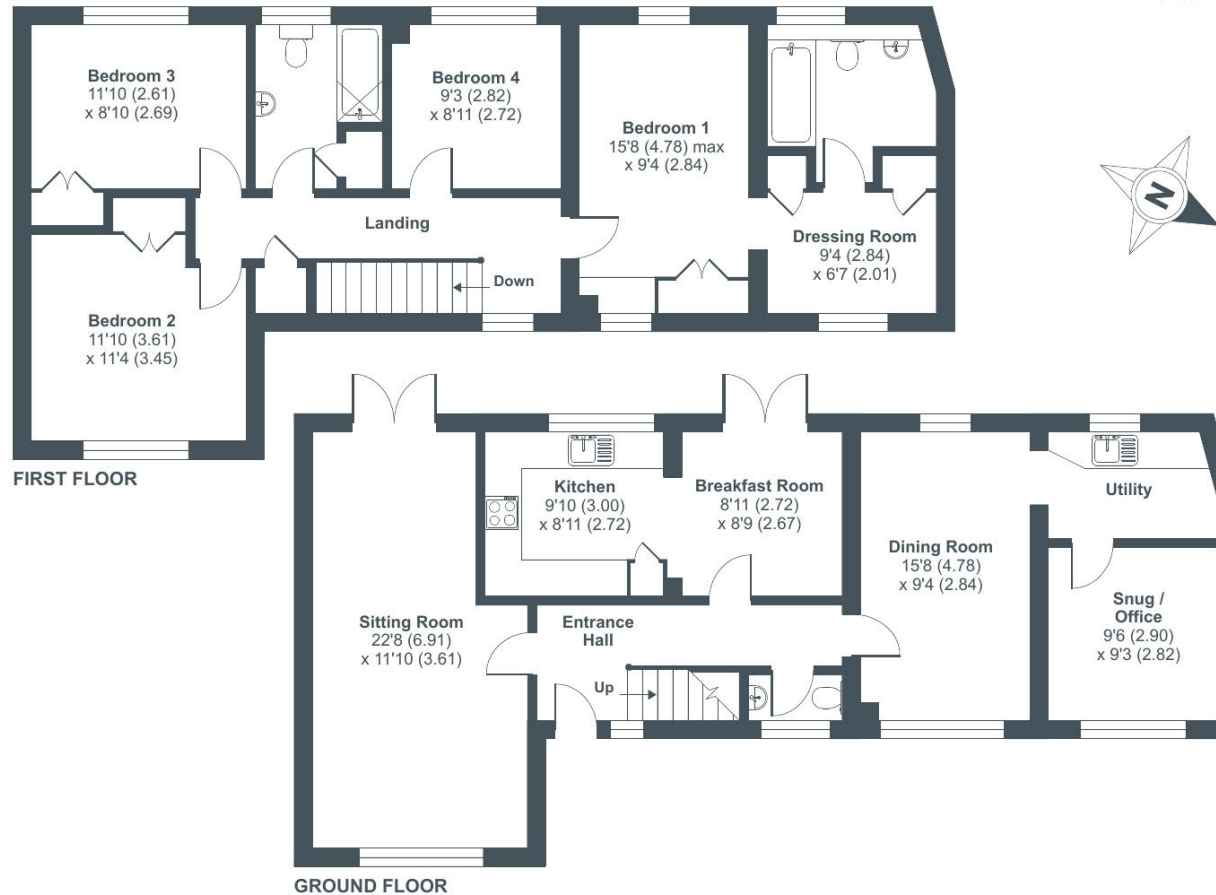 Bedroom 3
11'10 (2.61)
x 8'10 (2.69)
Bedroom 4
9'3 (2.82)
x 8'11 (2.72)
Bedroom 1
15'8 (4.78) max
x 9'4 (2.84)
Landing
Dressing Room
9'4 (2.84)
x 6'7 (2.01)
Down
Bedroom 2
11'10 (3.61)
x 11'4 (3.45)
N
FIRST FLOOR
Kitchen
9'10 (3.00)
x 8'11 (2.72)
Breakfast Room
8'11 (2.72)
x 8'9 (2.67)
Utility
Dining Room
15'8 (4.78)
x 9'4 (2.84)
Sitting Room
22'8 (6.91)
x 11'10 (3.61)
Entrance
Hall
Snug /
Office
9'6 (2.90)
x 9'3 (2.82)
Up
GROUND FLOOR